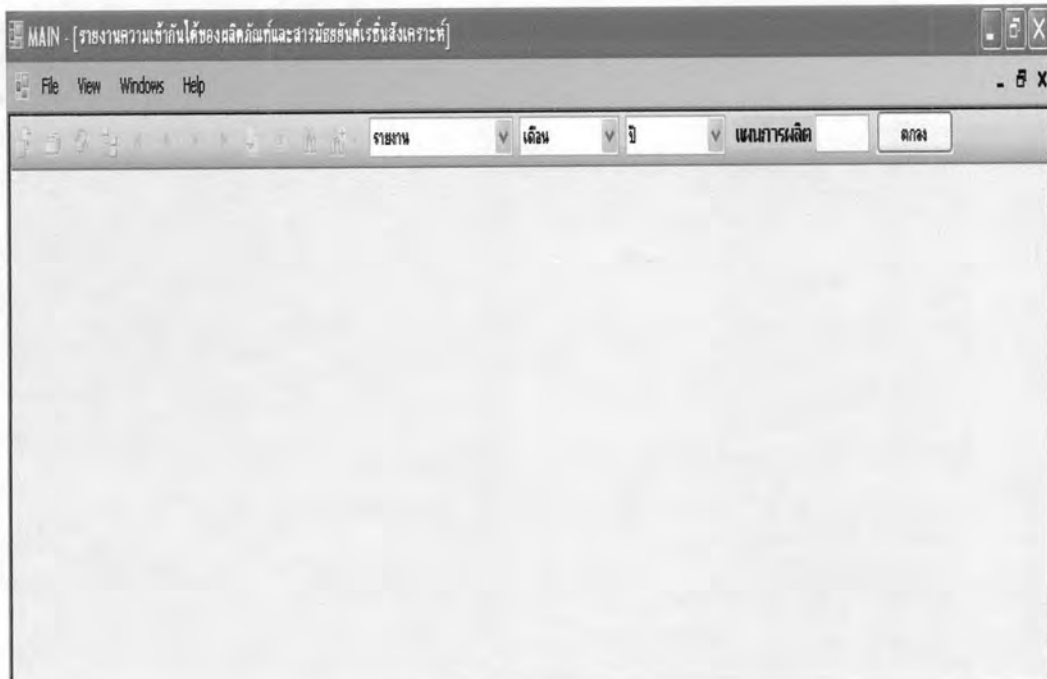 MAIN - [รายงานความเข้ากันได้ของผลิตภัณฑ์และสารมัธยยันต์เรซิ่นสังเคราะห์]
File View Windows Help
รายงาน เดือน ปี แผนการผลิต ตกลง